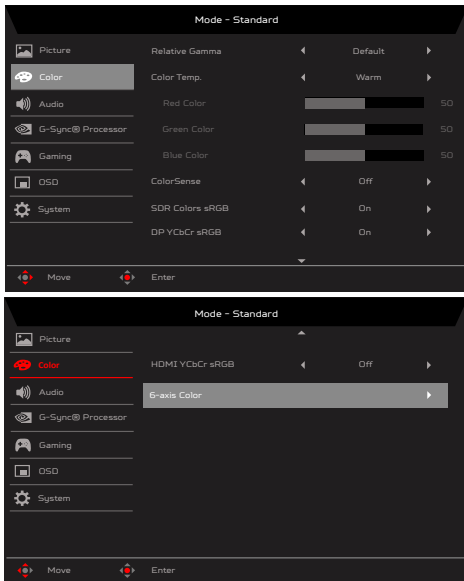 Mode - Standard
Picture
Relative Gamma Default
Color
Color Temp. Warm
Audio
Red Color 50
G-Sync® Processor
Green Color 50
Gaming
Blue Color 50
OSD
ColorSense Off
System
SDR Colors sRGB On
DP YCbCr sRGB On
Move Enter
Mode - Standard
Picture
Color
HDMI YCbCr sRGB Off
Audio
6-axis Color
G-Sync® Processor
Gaming
OSD
System
Move Enter